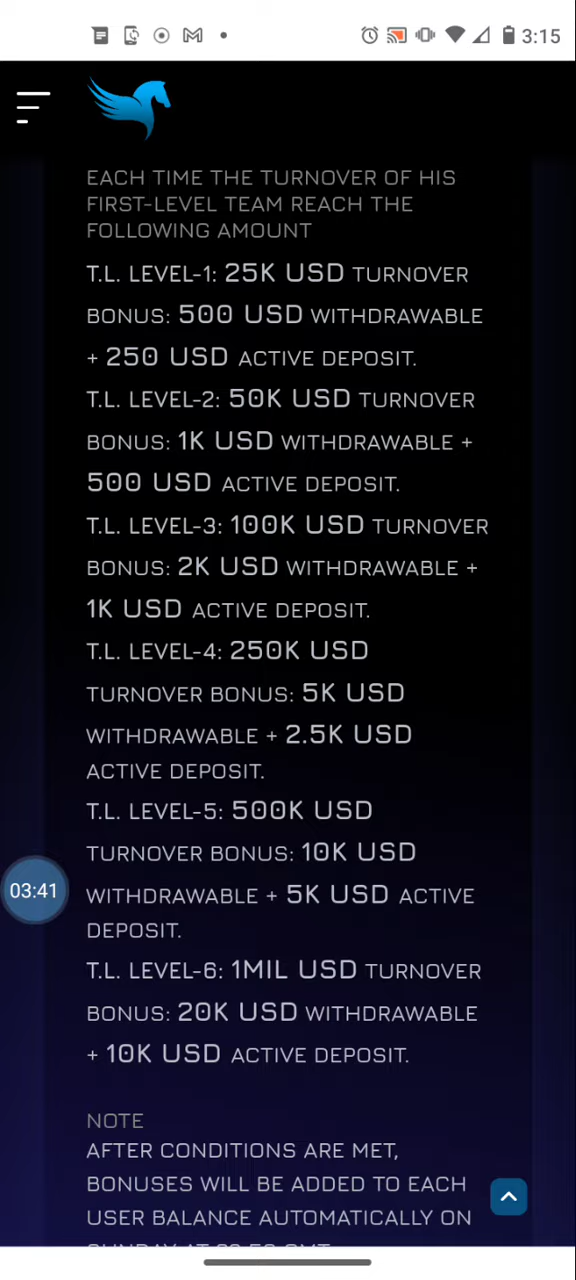 3:15
EACH TIME THE TURNOVER OF HIS
FIRST-LEVEL TEAM REACH THE
FOLLOWING AMOUNT
T.L. LEVEL-1: 25K USD TURNOVER
BONUS: 500 USD WITHDRAWABLE
+ 250 USD ACTIVE DEPOSIT.
T.L. LEVEL-2: 50K USD TURNOVER
BONUS: 1K USD WITHDRAWABLE +
500 USD ACTIVE DEPOSIT.
T.L. LEVEL-3: 100K USD TURNOVER
BONUS: 2K USD WITHDRAWABLE +
1K USD ACTIVE DEPOSIT.
T.L. LEVEL-4: 250K USD
TURNOVER BONUS: 5K USD
WITHDRAWABLE + 2.5K USD
ACTIVE DEPOSIT.
T.L. LEVEL-5: 500K USD
TURNOVER BONUS: 10K USD
03:41
WITHDRAWABLE + 5K USD ACTIVE
DEPOSIT.
T.L. LEVEL-6: 1MIL USD TURNOVER
BONUS: 20K USD WITHDRAWABLE
+ 10K USD ACTIVE DEPOSIT.
NOTE
AFTER CONDITIONS ARE MET,
BONUSES WILL BE ADDED TO EACH
USER BALANCE AUTOMATICALLY ON